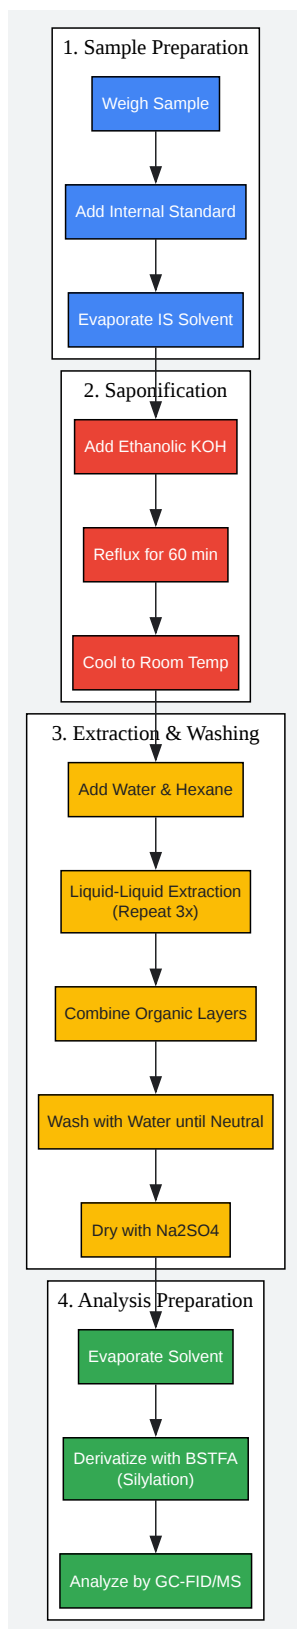 1. Sample Preparation
Weigh Sample
Add Internal Standard
Evaporate IS Solvent
2. Saponification
Add Ethanolic KOH
Reflux for 60 min
Cool to Room Temp
3. Extraction & Washing
Add Water & Hexane
Liquid-Liquid Extraction
(Repeat 3x)
Combine Organic Layers
Wash with Water until Neutral
Dry with Na2SO4
4. Analysis Preparation
Evaporate Solvent
Derivatize with BSTFA
(Silylation)
Analyze by GC-FID/MS